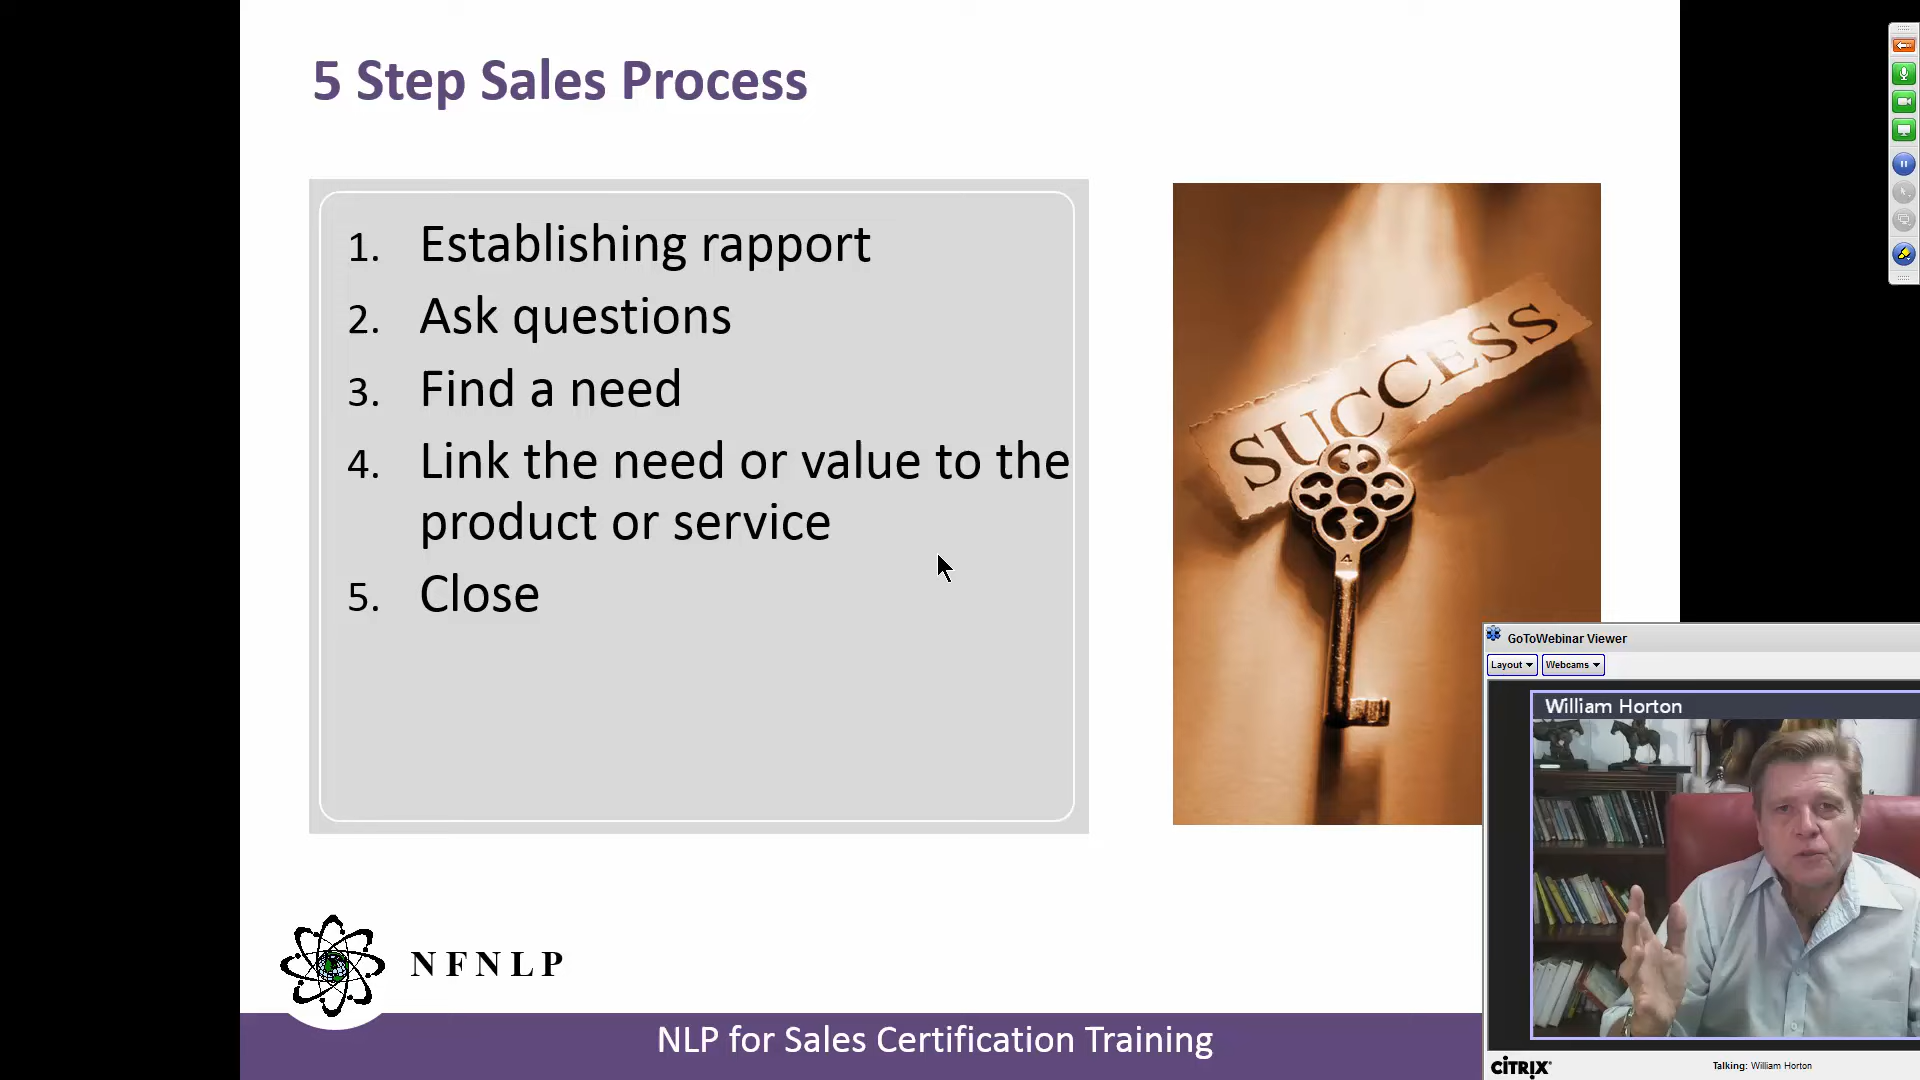 5 Step Sales Process
1. Establishing rapport
2. Ask questions
3. Find a need
4. Link the need or value to the
product or service
5. Close
SUCCESS
4
GoToWebinar Viewer
Layout
Webcams
William Horton
N F N L P
NLP for Sales Certification Training
CITRIX
Talking: William Horton